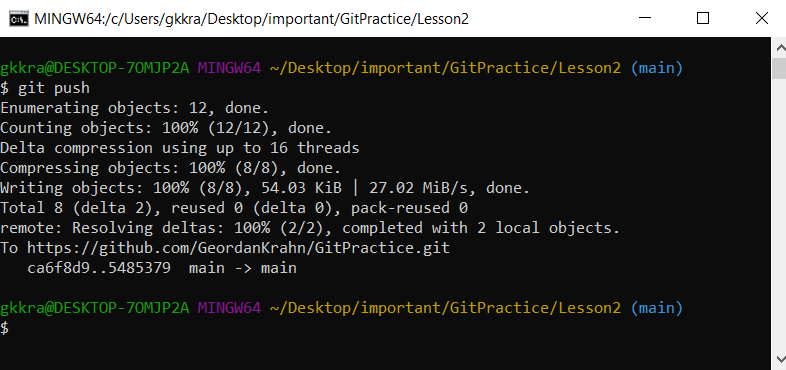 MINGW64:/c/Users/gkkra/Desktop/important/GitPractice/Lesson2
gkkra@DESKTOP-7OMJP2A MINGW64 ~/Desktop/important/GitPractice/Lesson2 (main)
$ git push
Enumerating objects: 12, done.
Counting objects: 100% (12/12), done.
Delta compression using up to 16 threads
Compressing objects: 100% (8/8), done.
Writing objects: 100% (8/8), 54.03 KiB | 27.02 MiB/s, done.
Total 8 (delta 2), reused 0 (delta 0), pack-reused 0
remote: Resolving deltas: 100% (2/2), completed with 2 local objects.
To https://github.com/GeordanKrahn/GitPractice.git
   ca6f8d9..5485379  main -> main
gkkra@DESKTOP-7OMJP2A MINGW64 ~/Desktop/important/GitPractice/Lesson2 (main)
$